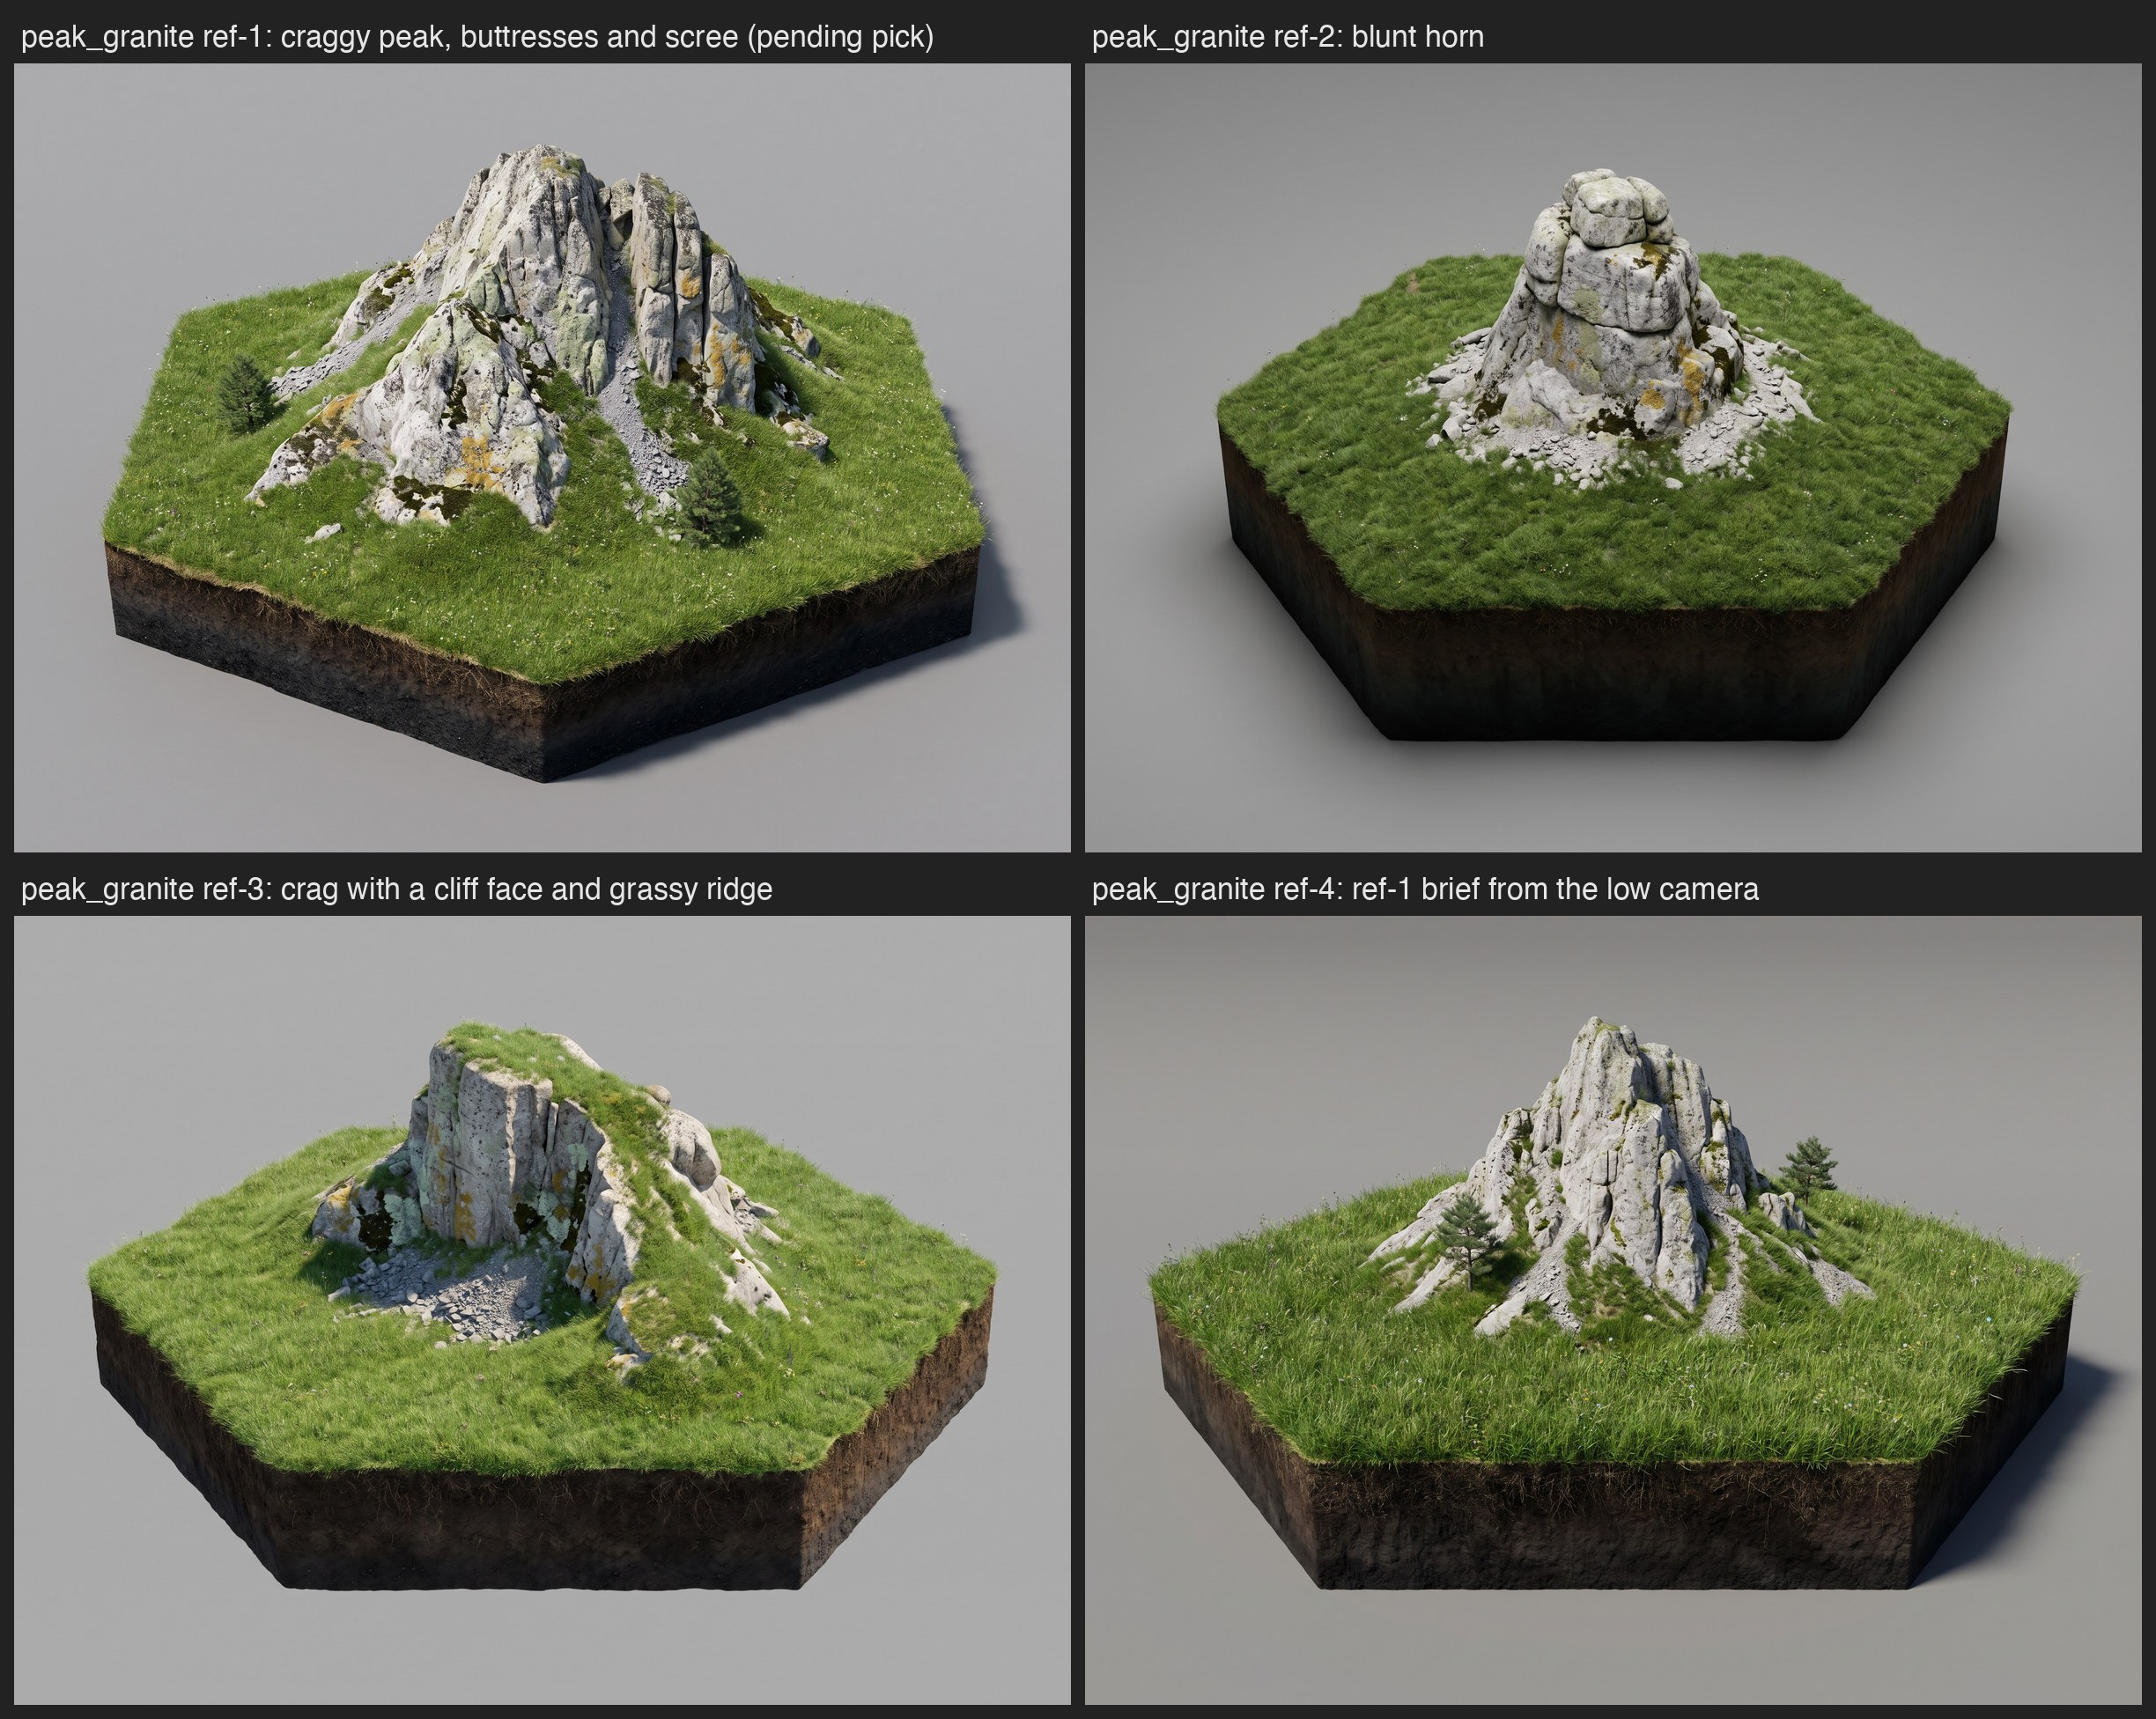 peak_granite ref-1: craggy peak, buttresses and scree (pending pick)
peak_granite ref-2: blunt horn
peak_granite ref-3: crag with a cliff face and grassy ridge
peak_granite ref-4: ref-1 brief from the low camera